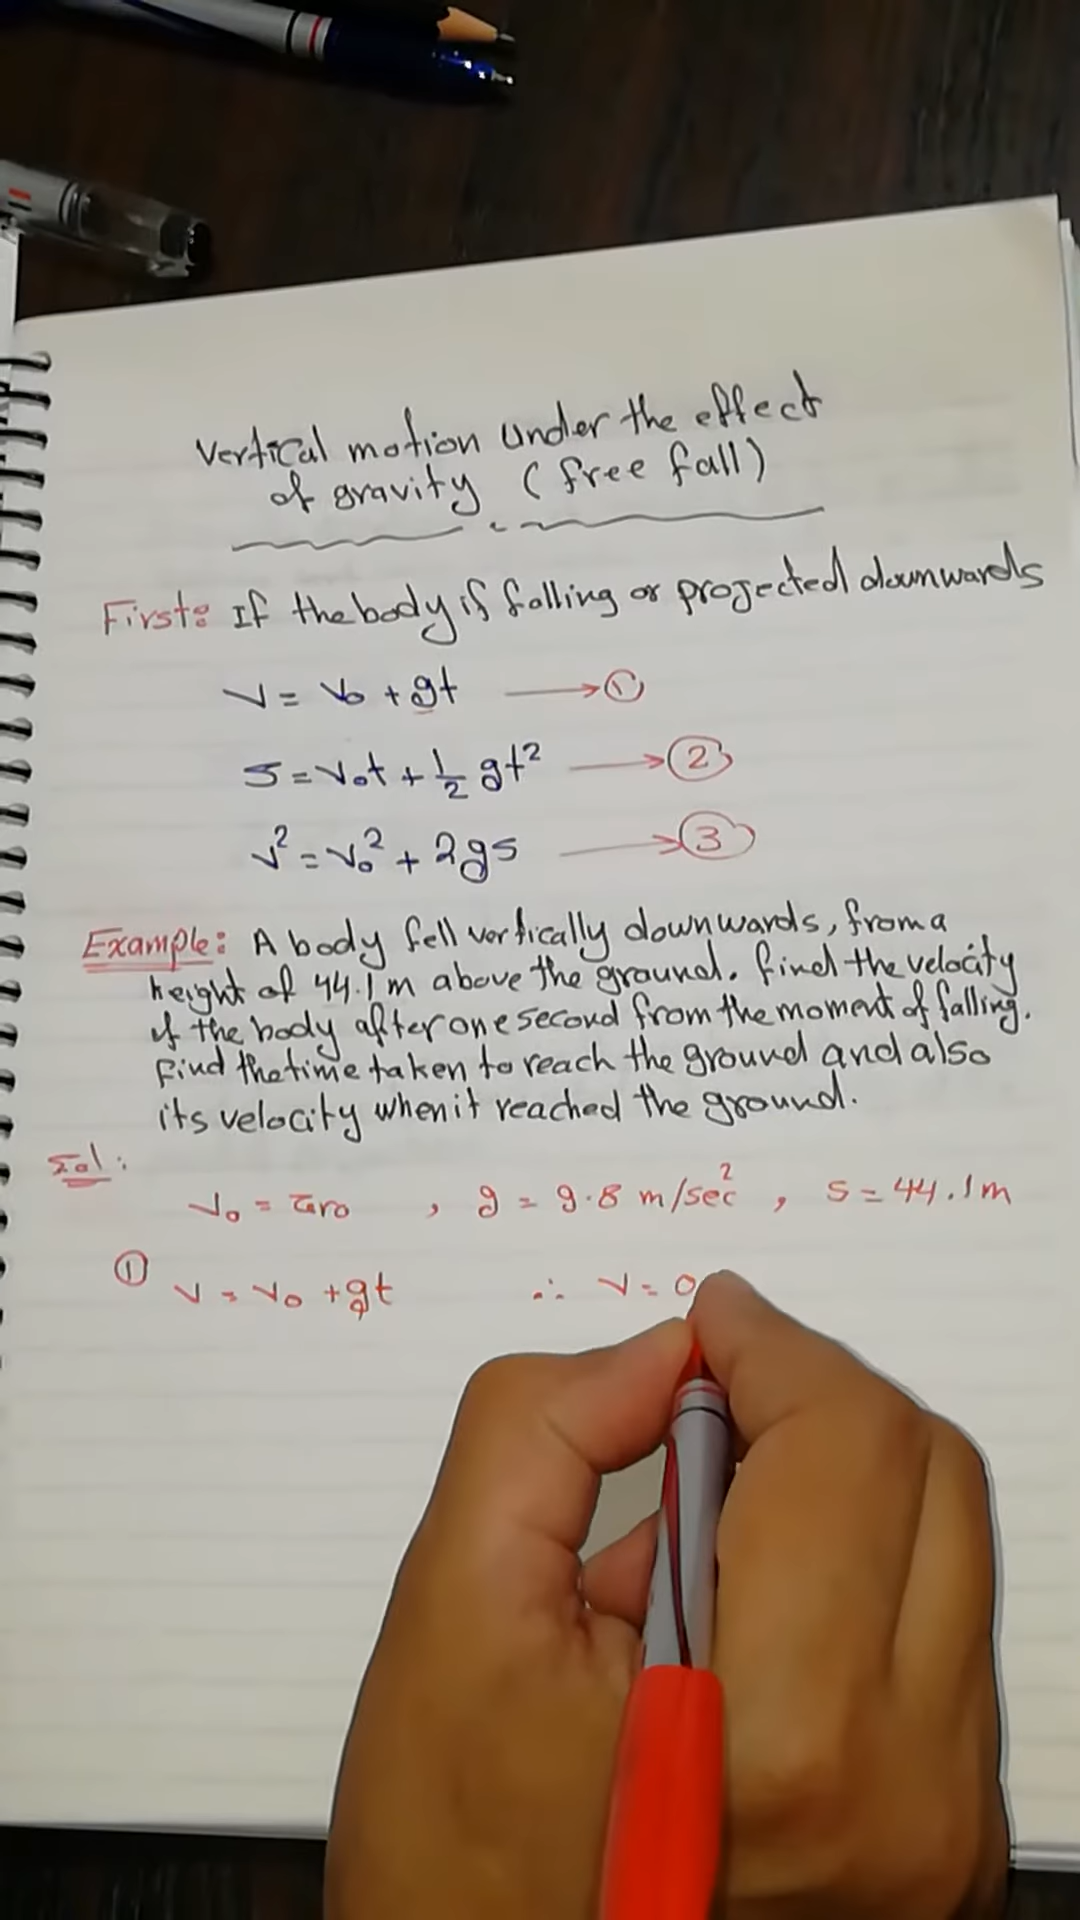 Vertical motion under the effect
of gravity (free fall)
First: If the body if falling or projected downwards
v = v₀ + gt → ①
S = v₀t + ½ gt² → ②
v² = v₀² + 2gs → ③
Example: A body fell vertically downwards, from a
height of 44.1 m above the ground. find the velocity
of the body after one second from the moment of falling.
Find the time taken to reach the ground and also
its velocity when it reached the ground.
Sol:
v₀ = zero , g = 9.8 m/sec² , S = 44.1 m
① v = v₀ + gt ∴ v = 0